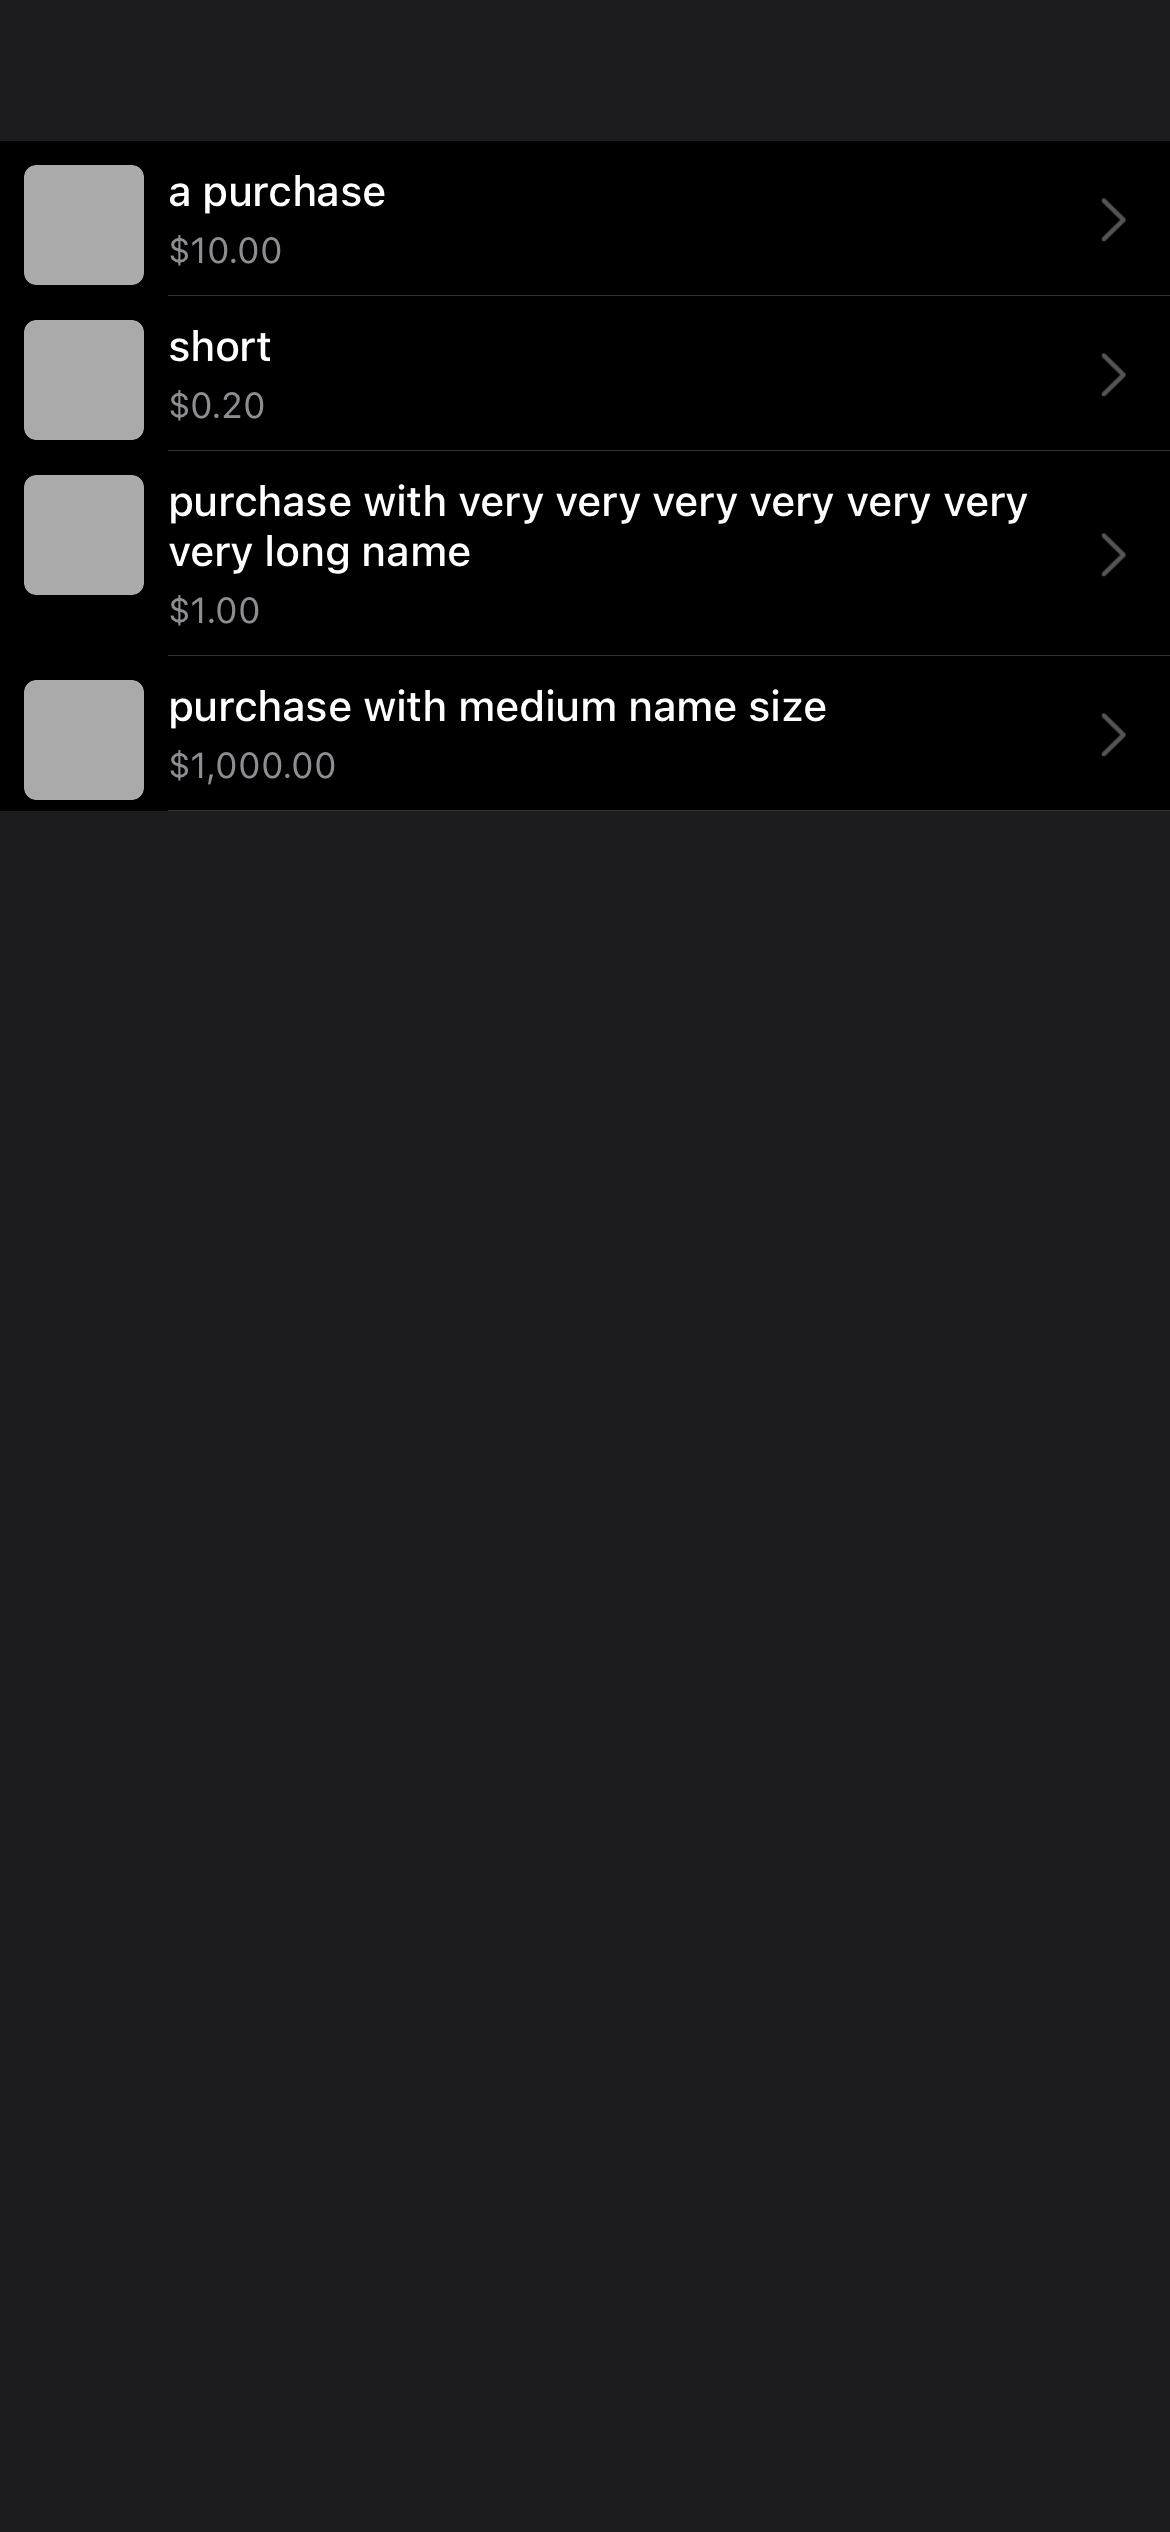 a purchase
$10.00
short
$0.20
purchase with very very very very very very
very long name
$1.00
purchase with medium name size
$1,000.00